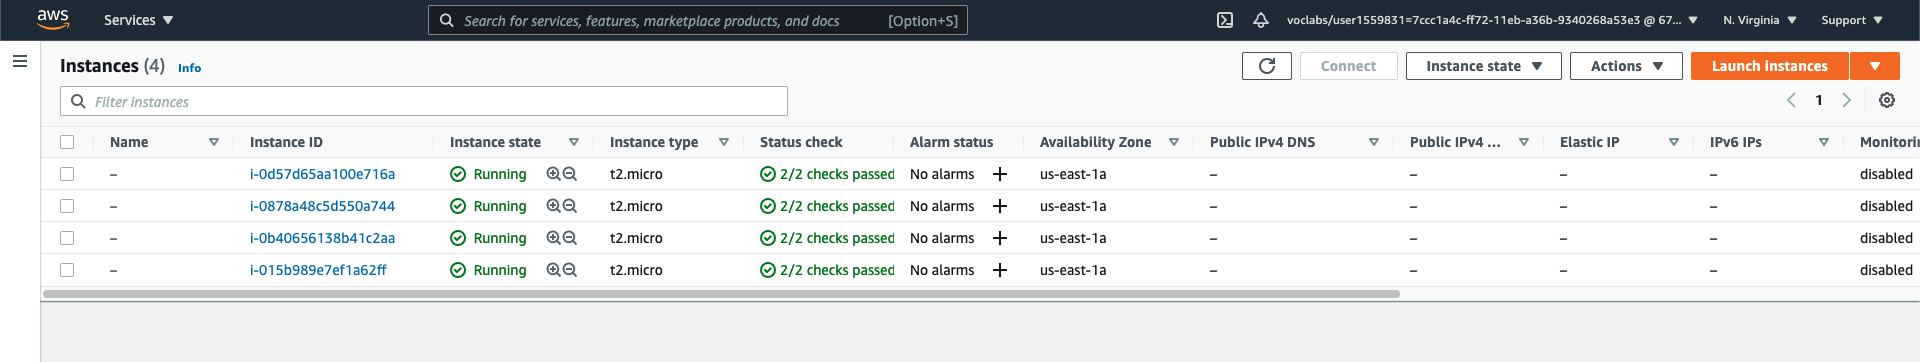 aws Services Search for services, features, marketplace products, and docs [Option+S] voclabs/user1559831=7ccc1a4c-ff72-11eb-a36b-9340268a53e3 @ 67... N. Virginia Support
Instances (4) Info Connect Instance state Actions Launch instances
Filter instances 1
Name Instance ID Instance state Instance type Status check Alarm status Availability Zone Public IPv4 DNS Public IPv4 ... Elastic IP IPv6 IPs Monitorin
– i-0d57d65aa100e716a Running t2.micro 2/2 checks passed No alarms + us-east-1a – – – – disabled
– i-0878a48c5d550a744 Running t2.micro 2/2 checks passed No alarms + us-east-1a – – – – disabled
– i-0b40656138b41c2aa Running t2.micro 2/2 checks passed No alarms + us-east-1a – – – – disabled
– i-015b989e7ef1a62ff Running t2.micro 2/2 checks passed No alarms + us-east-1a – – – – disabled